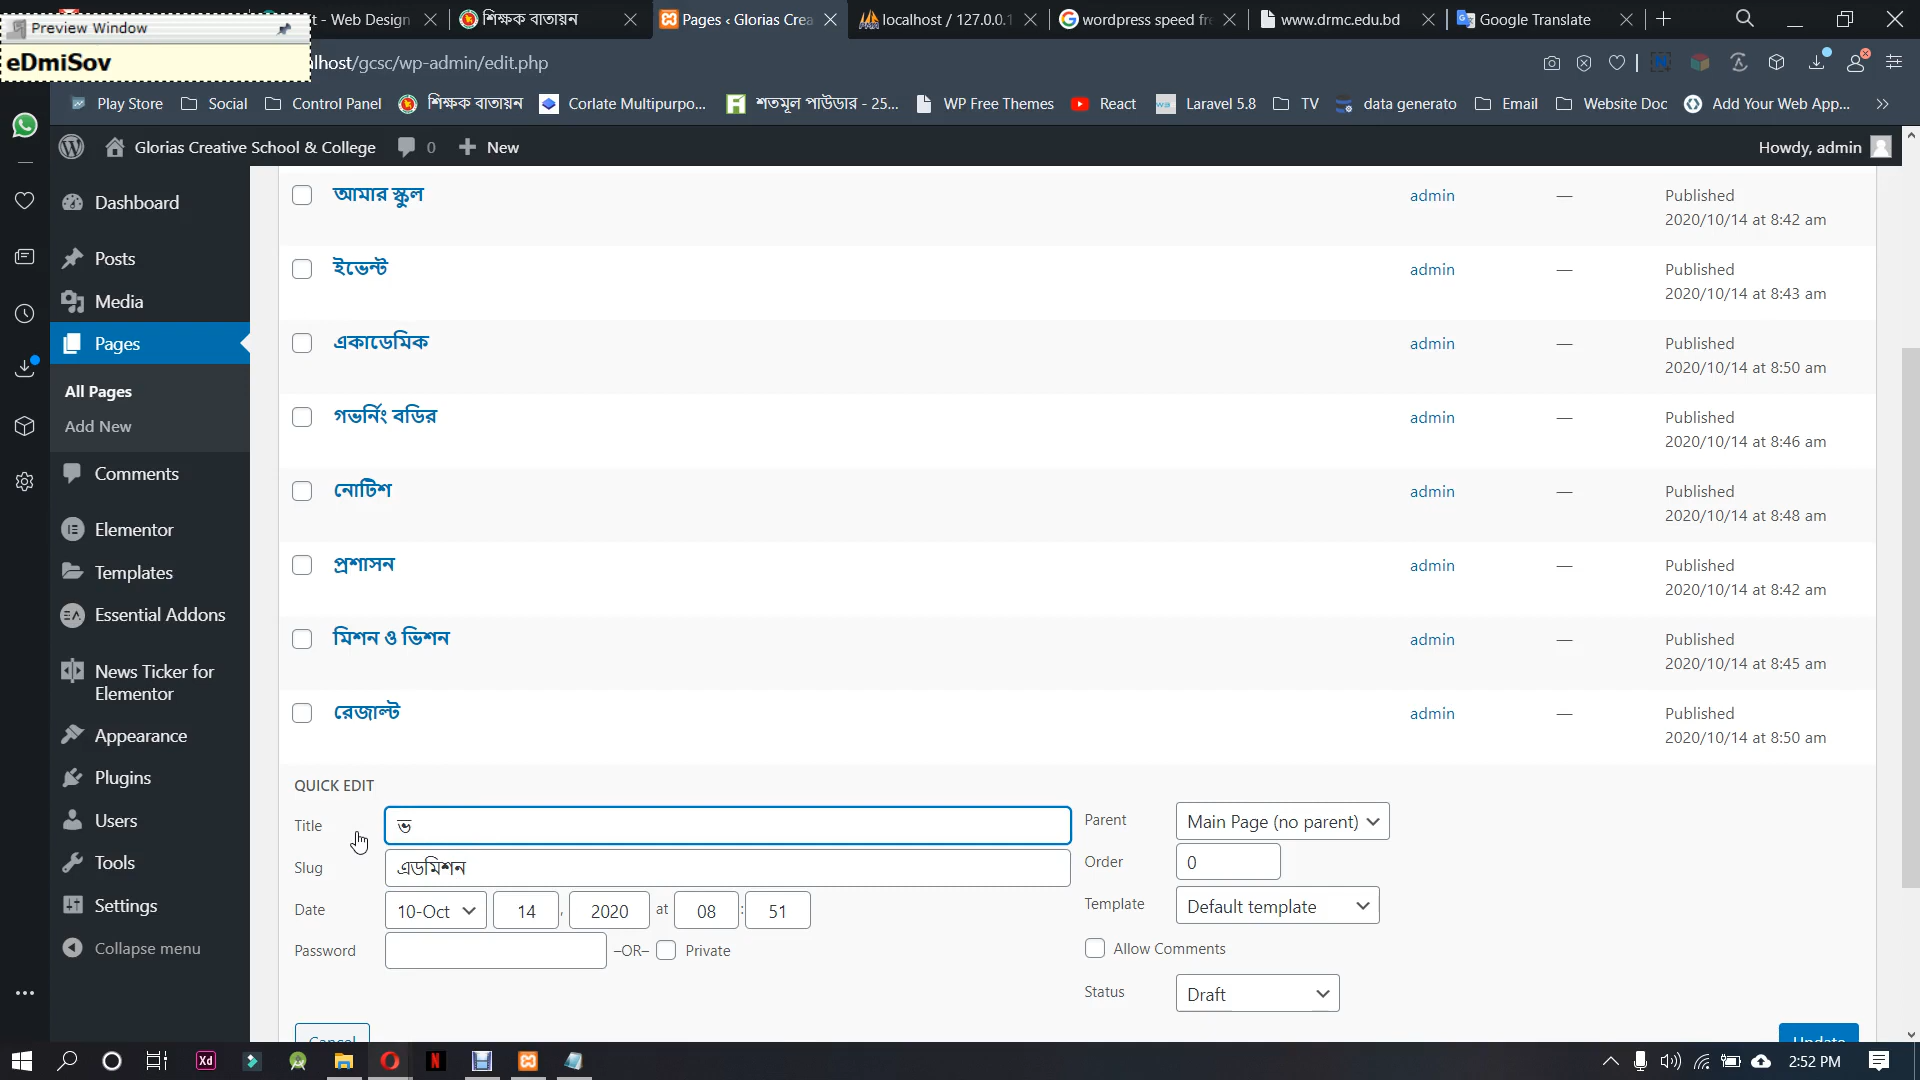 Preview Window
eDmiSov
t - Web Design
শিক্ষক বাতায়ন
Pages ‹ Glorias Crea
localhost / 127.0.0.1
wordpress speed fr
www.drmc.edu.bd
Google Translate
lhost/gcsc/wp-admin/edit.php
Play Store
Social
Control Panel
শিক্ষক বাতায়ন
Corlate Multipurpo...
শতমূল পাউডার - 25...
WP Free Themes
React
Laravel 5.8
TV
data generato
Email
Website Doc
Add Your Web App...
Glorias Creative School & College
0
New
Howdy, admin
Dashboard
Posts
Media
Pages
All Pages
Add New
Comments
Elementor
Templates
Essential Addons
News Ticker for
Elementor
Appearance
Plugins
Users
Tools
Settings
Collapse menu
আমার স্কুল admin — Published
2020/10/14 at 8:42 am
ইভেন্ট admin — Published
2020/10/14 at 8:43 am
একাডেমিক admin — Published
2020/10/14 at 8:50 am
গভর্নিং বডির admin — Published
2020/10/14 at 8:46 am
নোটিশ admin — Published
2020/10/14 at 8:48 am
প্রশাসন admin — Published
2020/10/14 at 8:42 am
মিশন ও ভিশন admin — Published
2020/10/14 at 8:45 am
রেজাল্ট admin — Published
2020/10/14 at 8:50 am
QUICK EDIT
Title ভ
Slug এডমিশন
Date 10-Oct 14 , 2020 at 08 : 51
Password –OR– Private
Parent Main Page (no parent)
Order 0
Template Default template
Allow Comments
Status Draft
Cancel
Update
Xd
N
2:52 PM